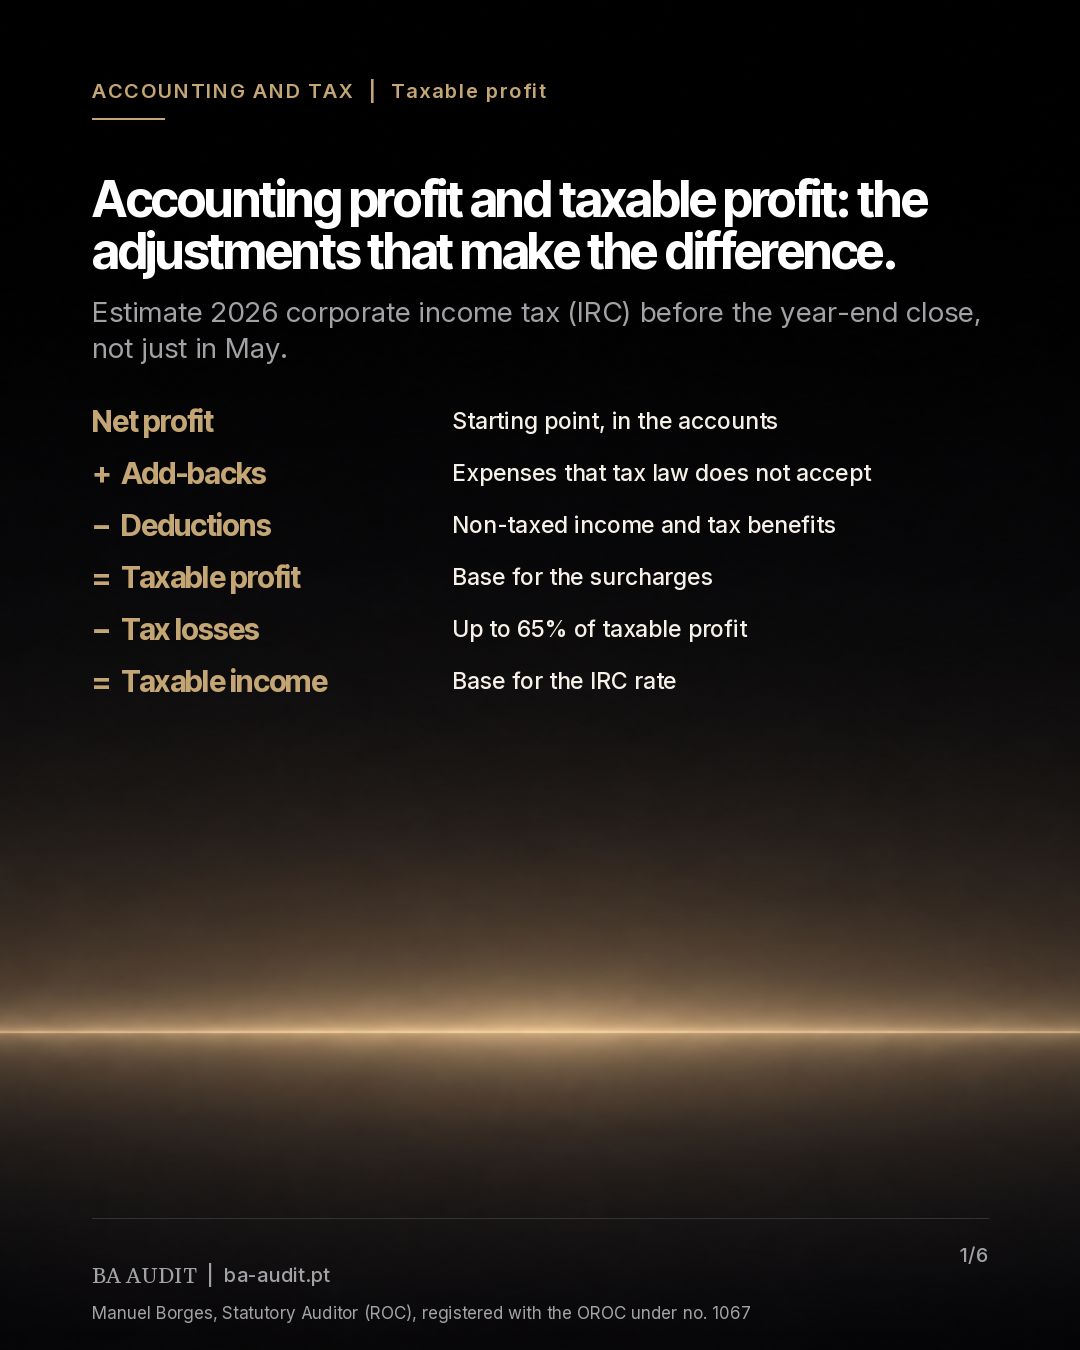 ACCOUNTING AND TAX | Taxable profit
Accounting profit and taxable profit: the
adjustments that make the difference.
Estimate 2026 corporate income tax (IRC) before the year-end close,
not just in May.
Net profit Starting point, in the accounts
+ Add-backs Expenses that tax law does not accept
− Deductions Non-taxed income and tax benefits
= Taxable profit Base for the surcharges
− Tax losses Up to 65% of taxable profit
= Taxable income Base for the IRC rate
1/6
BA AUDIT | ba-audit.pt
Manuel Borges, Statutory Auditor (ROC), registered with the OROC under no. 1067